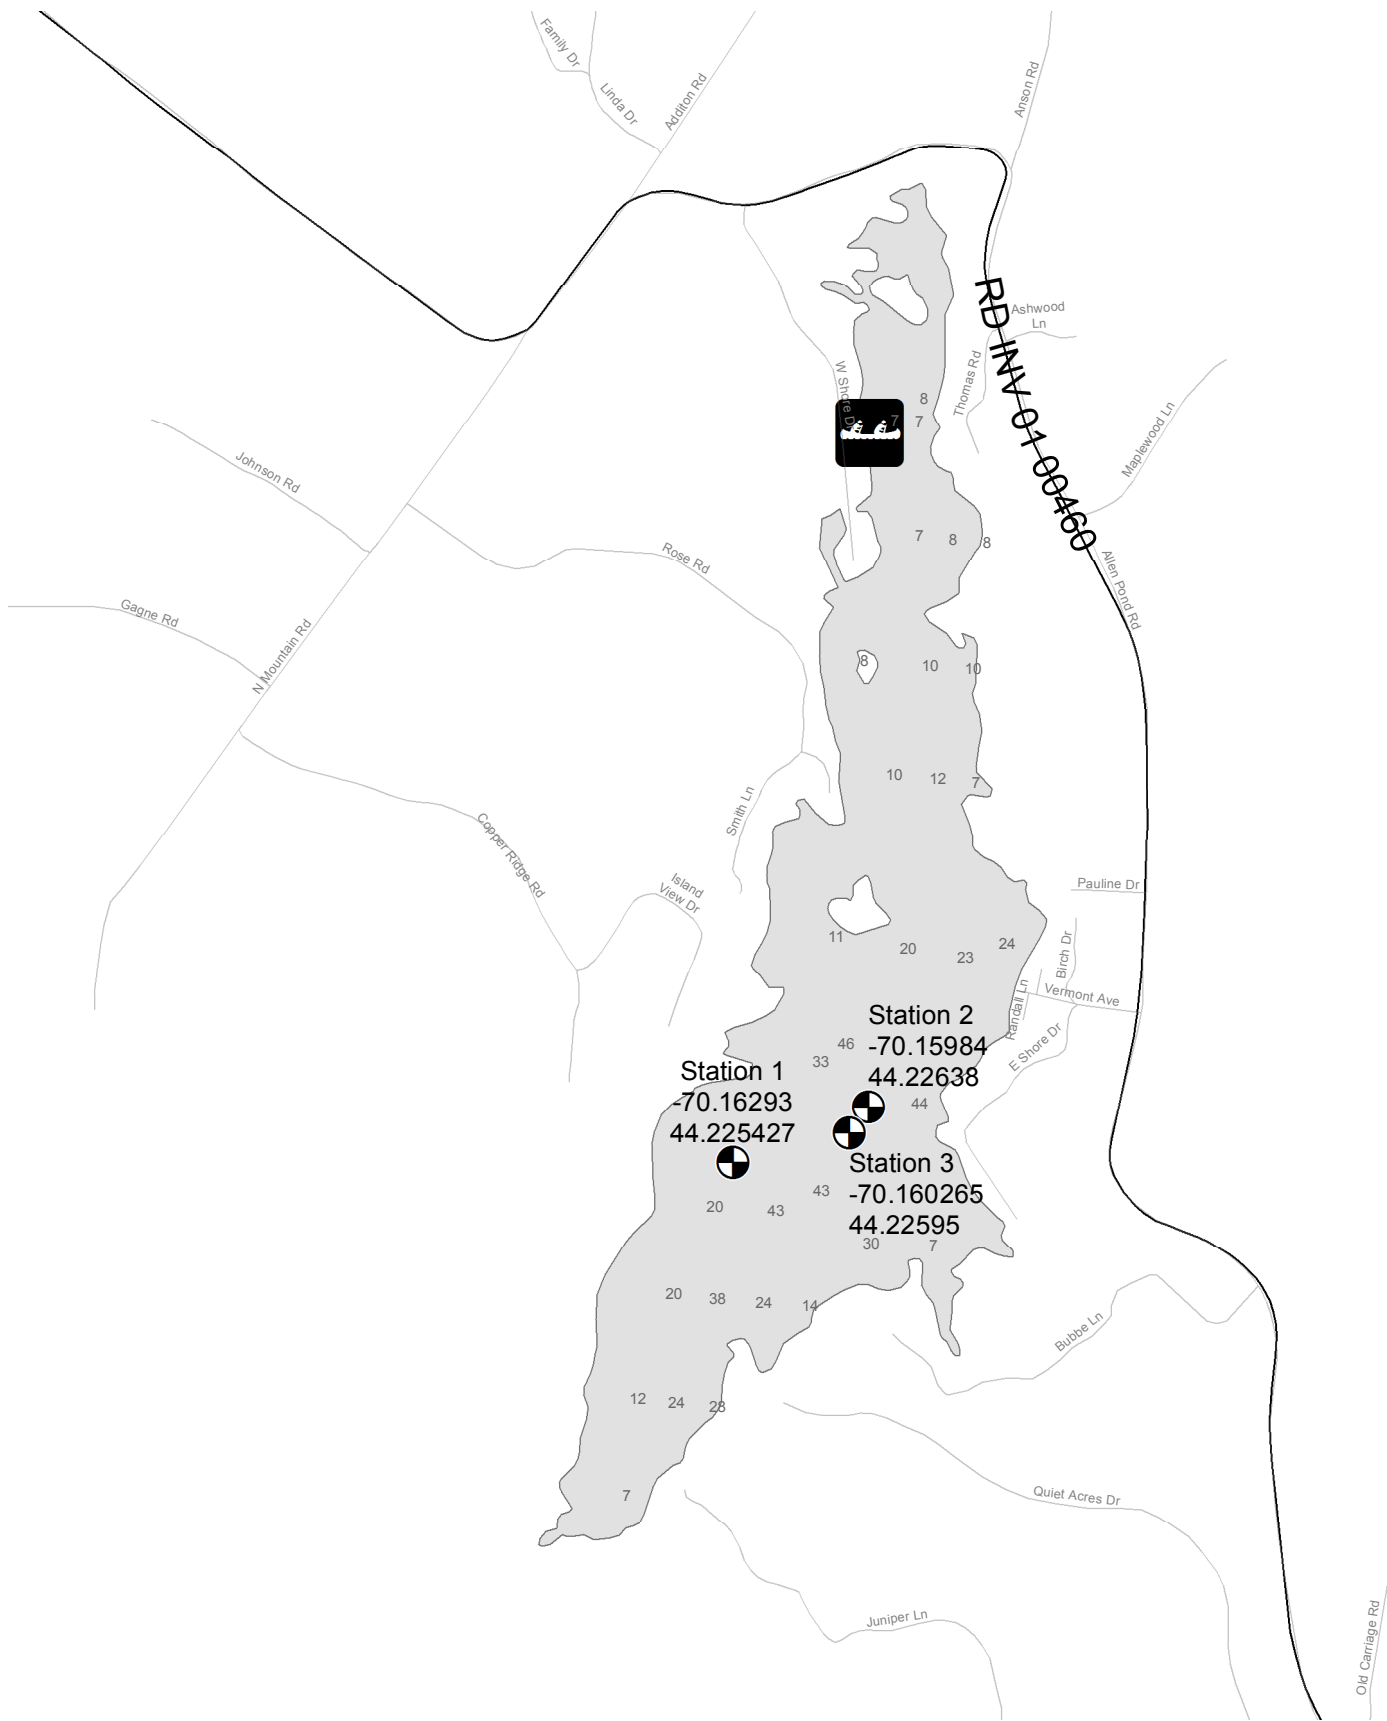 Family Dr
Linda Dr
Additon Rd
Anson Rd
RD INV 01 00460
Ashwood
Ln
Thomas Rd
W Shore Dr
8
7
7
Maplewood Ln
Johnson Rd
7
8
8
Rose Rd
Allen Pond Rd
Gagne Rd
N Mountain Rd
8
10
10
10
12
7
Smith Ln
Copper Ridge Rd
Island
View Dr
Pauline Dr
11
20
23
24
Birch Dr
Vermont Ave
Randall Ln
E Shore Dr
Station 2
-70.15984
44.22638
46
33
44
Station 1
-70.16293
44.225427
Station 3
-70.160265
44.22595
43
20
43
30
7
20
38
24
14
Bubbe Ln
12
24
28
7
Quiet Acres Dr
Juniper Ln
Old Carriage Rd